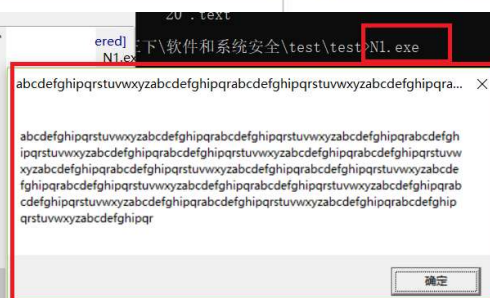 20 .text
ered]
下\软件和系统安全\test\test>N1.exe
N1.ex
abcdefghipqrstuvwxyzabcdefghipqrabcdefghipqrstuvwxyzabcdefghipqra...
abcdefghipqrstuvwxyzabcdefghipqrabcdefghipqrstuvwxyzabcdefghipqrabcdefgh
ipqrstuvwxyzabcdefghipqrabcdefghipqrstuvwxyzabcdefghipqrabcdefghipqrstuvw
xyzabcdefghipqrabcdefghipqrstuvwxyzabcdefghipqrabcdefghipqrstuvwxyzabcde
fghipqrabcdefghipqrstuvwxyzabcdefghipqrabcdefghipqrstuvwxyzabcdefghipqrab
cdefghipqrstuvwxyzabcdefghipqrabcdefghipqrstuvwxyzabcdefghipqrabcdefghip
qrstuvwxyzabcdefghipqr
确定